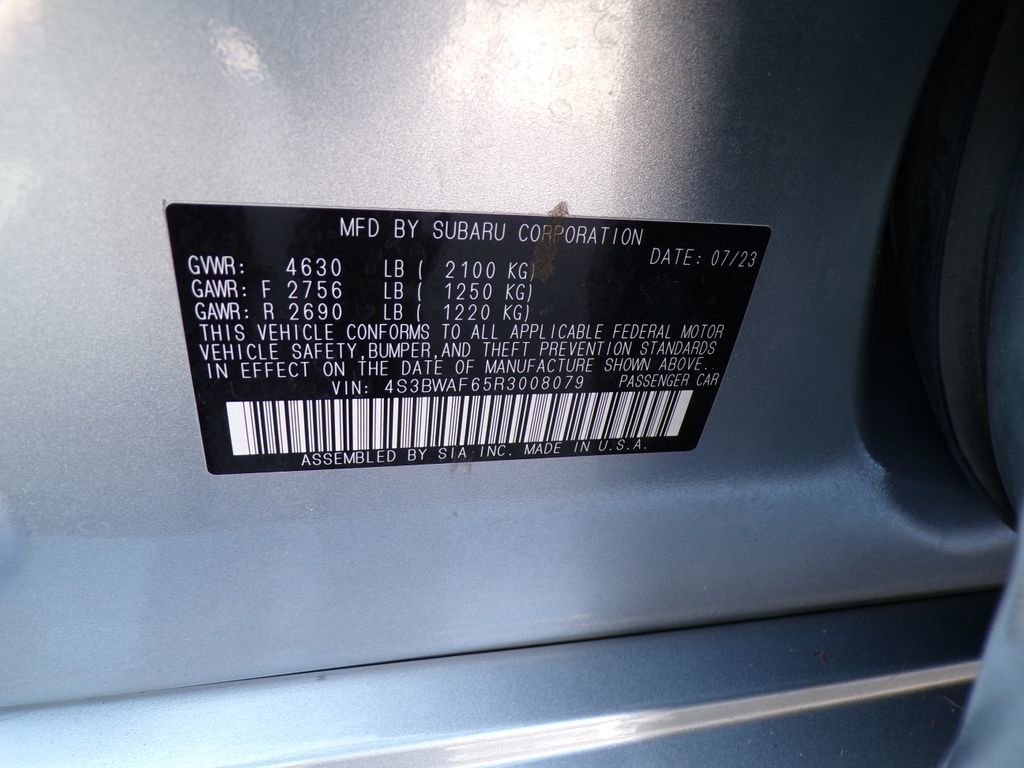 MFD BY SUBARU CORPORATION
DATE: 07/23
GVWR: 4630 LB ( 2100 KG)
GAWR: F 2756 LB ( 1250 KG)
GAWR: R 2690 LB ( 1220 KG)
THIS VEHICLE CONFORMS TO ALL APPLICABLE FEDERAL MOTOR
VEHICLE SAFETY,BUMPER,AND THEFT PREVENTION STANDARDS
IN EFFECT ON THE DATE OF MANUFACTURE SHOWN ABOVE.
VIN: 4S3BWAF65R3008079 PASSENGER CAR
ASSEMBLED BY SIA INC. MADE IN U.S.A.